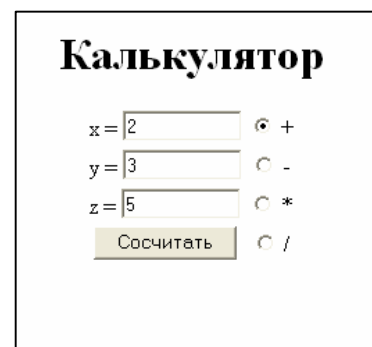 Калькулятор
x = 2 +
y = 3 -
z = 5 *
Сосчитать /